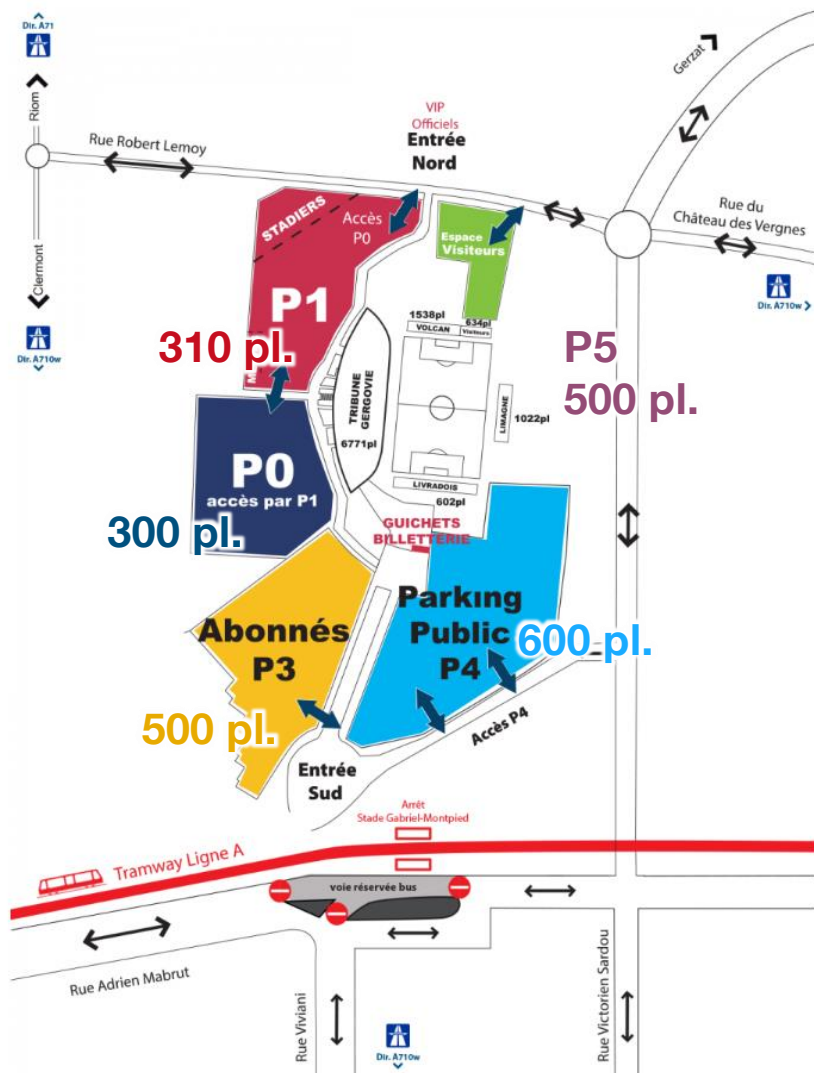 Dir. A71
Riom
Clermont
Dir. A710w
Rue Robert Lemoy
VIP
Officiels
Entrée
Nord
Gerzat
Rue du
Château des Vergnes
Dir. A710w
STADIERS
Accès
P0
P1
310 pl.
Espace
Visiteurs
1538pl
634pl
VOLCAN
Visiteurs
P5
500 pl.
TRIBUNE
GERGOVIE
6771pl
LIMAGNE
1022pl
LIVRADOIS
602pl
P0
accès par P1
300 pl.
GUICHETS
BILLETTERIE
Abonnés
P3
500 pl.
Parking
Public
P4
600 pl.
Accès P4
Entrée
Sud
Arrêt
Stade Gabriel-Montpied
Tramway Ligne A
voie réservée bus
Rue Adrien Mabrut
Rue Viviani
Dir. A710w
Rue Victorien Sardou